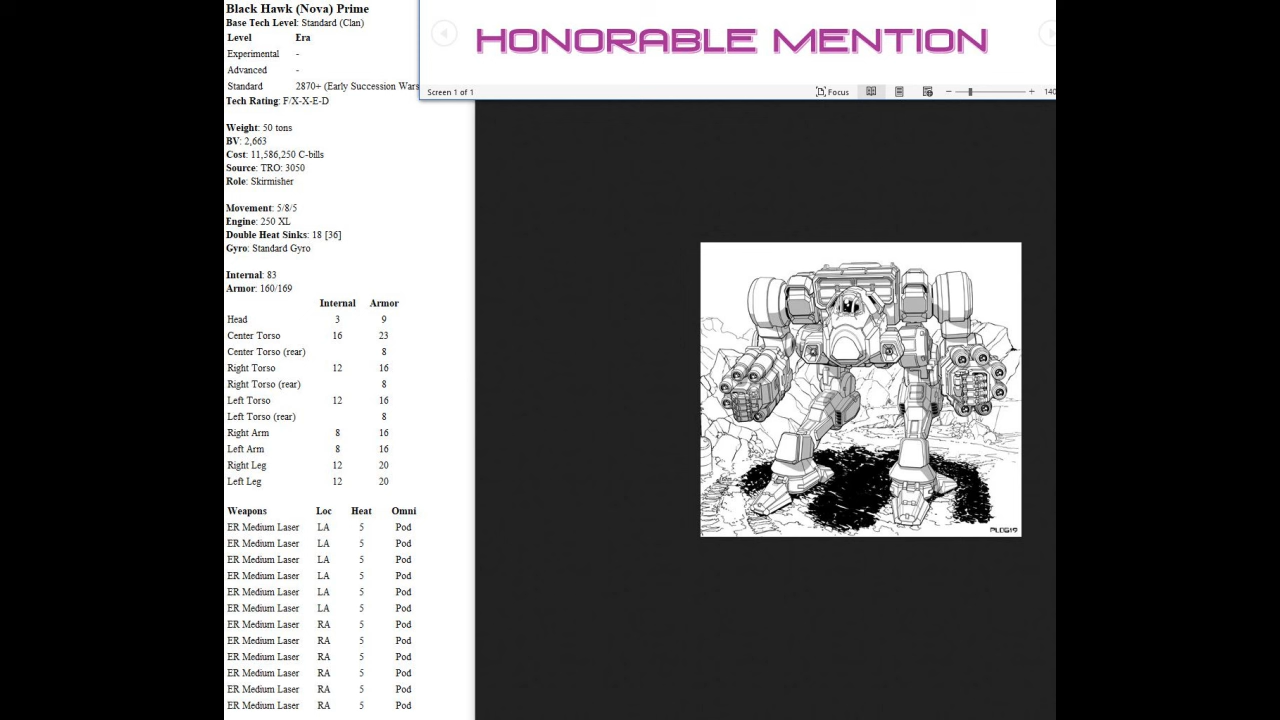 Black Hawk (Nova) Prime
Base Tech Level: Standard (Clan)
Level Era
Experimental -
Advanced -
Standard 2870+ (Early Succession Wars
Tech Rating: F/X-X-E-D
Weight: 50 tons
BV: 2,663
Cost: 11,586,250 C-bills
Source: TRO: 3050
Role: Skirmisher
Movement: 5/8/5
Engine: 250 XL
Double Heat Sinks: 18 [36]
Gyro: Standard Gyro
Internal: 83
Armor: 160/169
Internal Armor
Head 3 9
Center Torso 16 23
Center Torso (rear) 8
Right Torso 12 16
Right Torso (rear) 8
Left Torso 12 16
Left Torso (rear) 8
Right Arm 8 16
Left Arm 8 16
Right Leg 12 20
Left Leg 12 20
Weapons Loc Heat Omni
ER Medium Laser LA 5 Pod
ER Medium Laser LA 5 Pod
ER Medium Laser LA 5 Pod
ER Medium Laser LA 5 Pod
ER Medium Laser LA 5 Pod
ER Medium Laser LA 5 Pod
ER Medium Laser RA 5 Pod
ER Medium Laser RA 5 Pod
ER Medium Laser RA 5 Pod
ER Medium Laser RA 5 Pod
ER Medium Laser RA 5 Pod
ER Medium Laser RA 5 Pod
HONORABLE MENTION
Screen 1 of 1
Focus
140
PLOG19